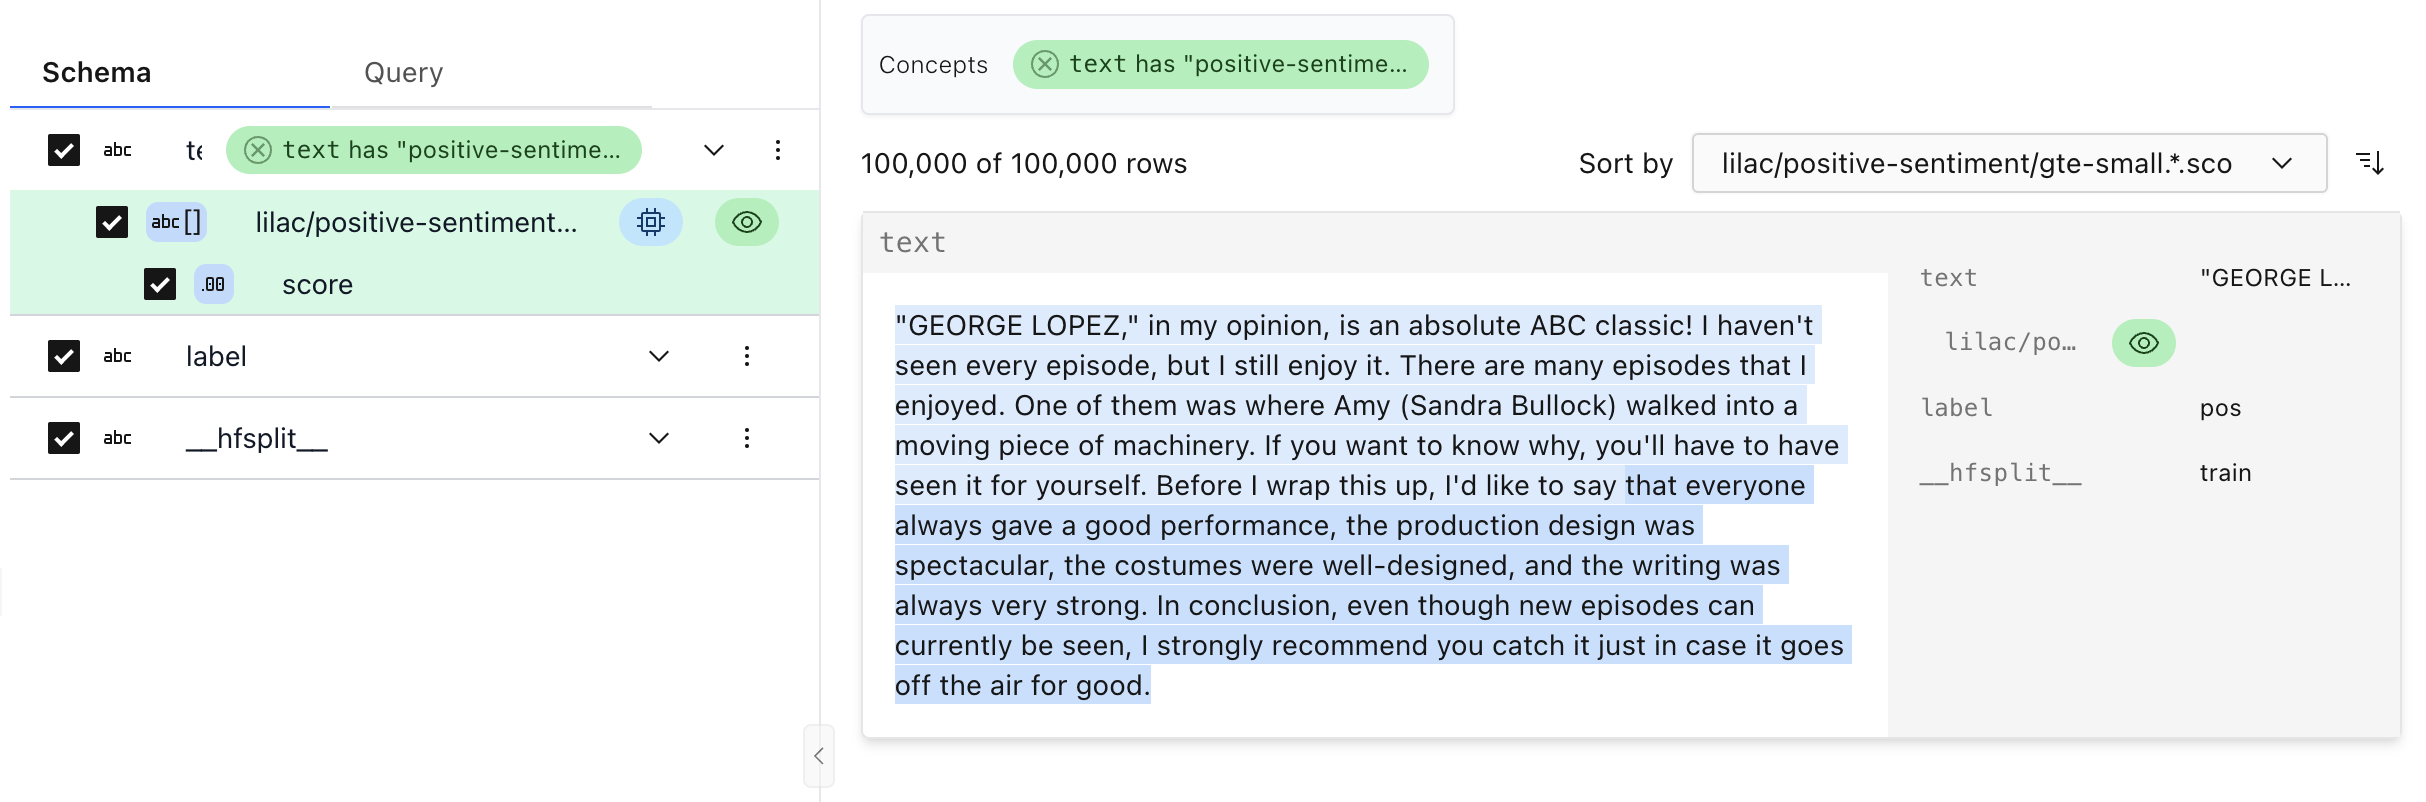 Schema
Query
abc te text has "positive-sentime...
abc[] lilac/positive-sentiment...
.00 score
abc label
abc __hfsplit__
Concepts text has "positive-sentime...
100,000 of 100,000 rows
Sort by lilac/positive-sentiment/gte-small.*.sco
text
"GEORGE LOPEZ," in my opinion, is an absolute ABC classic! I haven't
seen every episode, but I still enjoy it. There are many episodes that I
enjoyed. One of them was where Amy (Sandra Bullock) walked into a
moving piece of machinery. If you want to know why, you'll have to have
seen it for yourself. Before I wrap this up, I'd like to say that everyone
always gave a good performance, the production design was
spectacular, the costumes were well-designed, and the writing was
always very strong. In conclusion, even though new episodes can
currently be seen, I strongly recommend you catch it just in case it goes
off the air for good.
text "GEORGE L...
lilac/po...
label pos
__hfsplit__ train